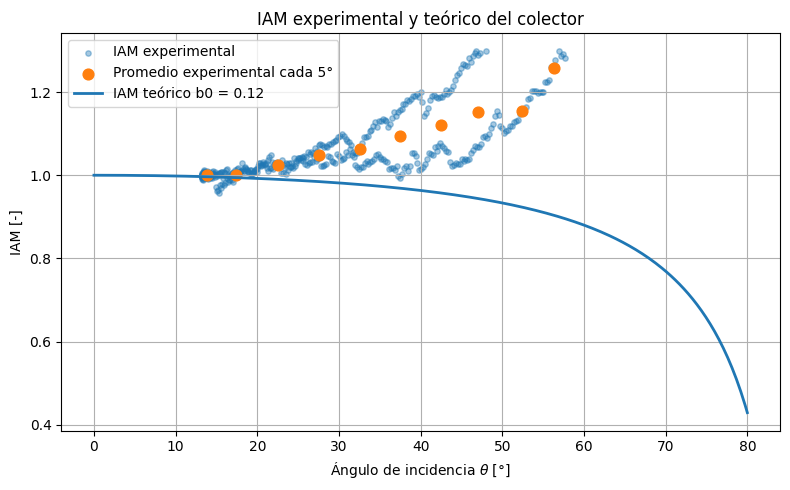 IAM experimental y teórico del colector
IAM experimental
Promedio experimental cada 5°
IAM teórico b0 = 0.12
IAM [-]
1.2
1.0
0.8
0.6
0.4
0 10 20 30 40 50 60 70 80
Ángulo de incidencia θ [°]